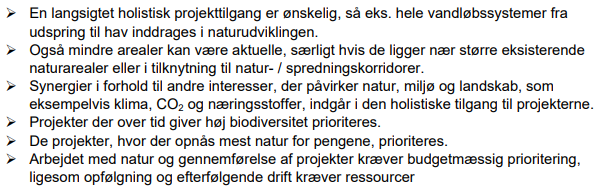 ➢ En langsigtet holistisk projekttilgang er ønskelig, så eks. hele vandløbssystemer fra
udspring til hav inddrages i naturudviklingen.
➢ Også mindre arealer kan være aktuelle, særligt hvis de ligger nær større eksisterende
naturarealer eller i tilknytning til natur- / spredningskorridorer.
➢ Synergier i forhold til andre interesser, der påvirker natur, miljø og landskab, som
eksempelvis klima, CO₂ og næringsstoffer, indgår i den holistiske tilgang til projekterne.
➢ Projekter der over tid giver høj biodiversitet prioriteres.
➢ De projekter, hvor der opnås mest natur for pengene, prioriteres.
➢ Arbejdet med natur og gennemførelse af projekter kræver budgetmæssig prioritering,
ligesom opfølgning og efterfølgende drift kræver ressourcer